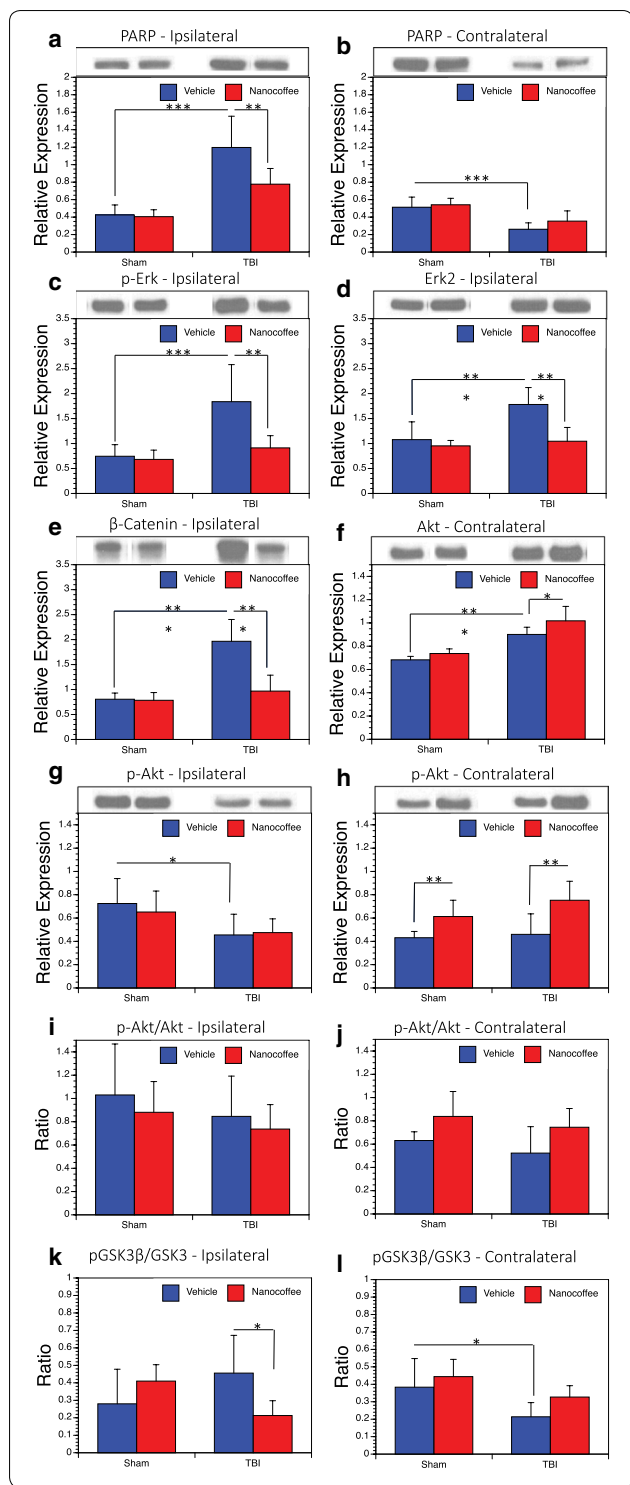 a PARP - Ipsilateral
2
1.8
1.6
1.4
1.2
1
0.8
0.6
0.4
0.2
0
Relative Expression
Vehicle Nanocoffee
*** **
Sham TBI
b PARP - Contralateral
2
1.8
1.6
1.4
1.2
1
0.8
0.6
0.4
0.2
0
Relative Expression
Vehicle Nanocoffee
***
Sham TBI
c p-Erk - Ipsilateral
3.5
3
2.5
2
1.5
1
0.5
0
Relative Expression
Vehicle Nanocoffee
*** **
Sham TBI
d Erk2 - Ipsilateral
3.5
3
2.5
2
1.5
1
0.5
0
Relative Expression
Vehicle Nanocoffee
** **
* *
Sham TBI
e β-Catenin - Ipsilateral
3.5
3
2.5
2
1.5
1
0.5
0
Relative Expression
Vehicle Nanocoffee
** **
* *
Sham TBI
f Akt - Contralateral
1.4
1.2
1
0.8
0.6
0.4
0.2
0
Relative Expression
Vehicle Nanocoffee
** *
*
Sham TBI
g p-Akt - Ipsilateral
1.4
1.2
1
0.8
0.6
0.4
0.2
0
Relative Expression
Vehicle Nanocoffee
*
Sham TBI
h p-Akt - Contralateral
1.4
1.2
1
0.8
0.6
0.4
0.2
0
Relative Expression
Vehicle Nanocoffee
** **
Sham TBI
i p-Akt/Akt - Ipsilateral
1.4
1.2
1
0.8
0.6
0.4
0.2
0
Ratio
Vehicle Nanocoffee
Sham TBI
j p-Akt/Akt - Contralateral
1.4
1.2
1
0.8
0.6
0.4
0.2
0
Ratio
Vehicle Nanocoffee
Sham TBI
k pGSK3β/GSK3 - Ipsilateral
1
0.9
0.8
0.7
0.6
0.5
0.4
0.3
0.2
0.1
0
Ratio
Vehicle Nanocoffee
*
Sham TBI
l pGSK3β/GSK3 - Contralateral
1
0.9
0.8
0.7
0.6
0.5
0.4
0.3
0.2
0.1
0
Ratio
Vehicle Nanocoffee
*
Sham TBI